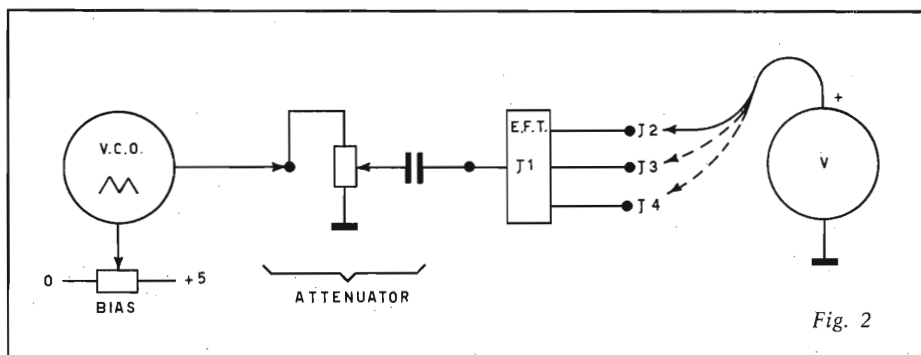 V.C.O.
0
+5
BIAS
ATTENUATOR
E.F.T.
J1
J2
J3
J4
+
V
Fig. 2